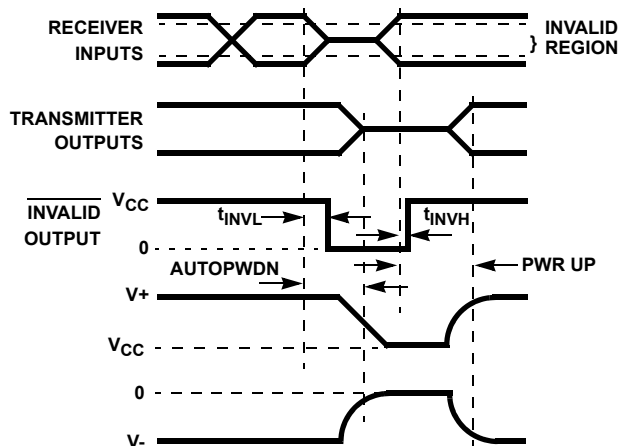 RECEIVER
INPUTS
INVALID
} REGION
TRANSMITTER
OUTPUTS
INVALID
OUTPUT
VCC
0
tINVL
tINVH
AUTOPWDN
PWR UP
V+
VCC
0
V-